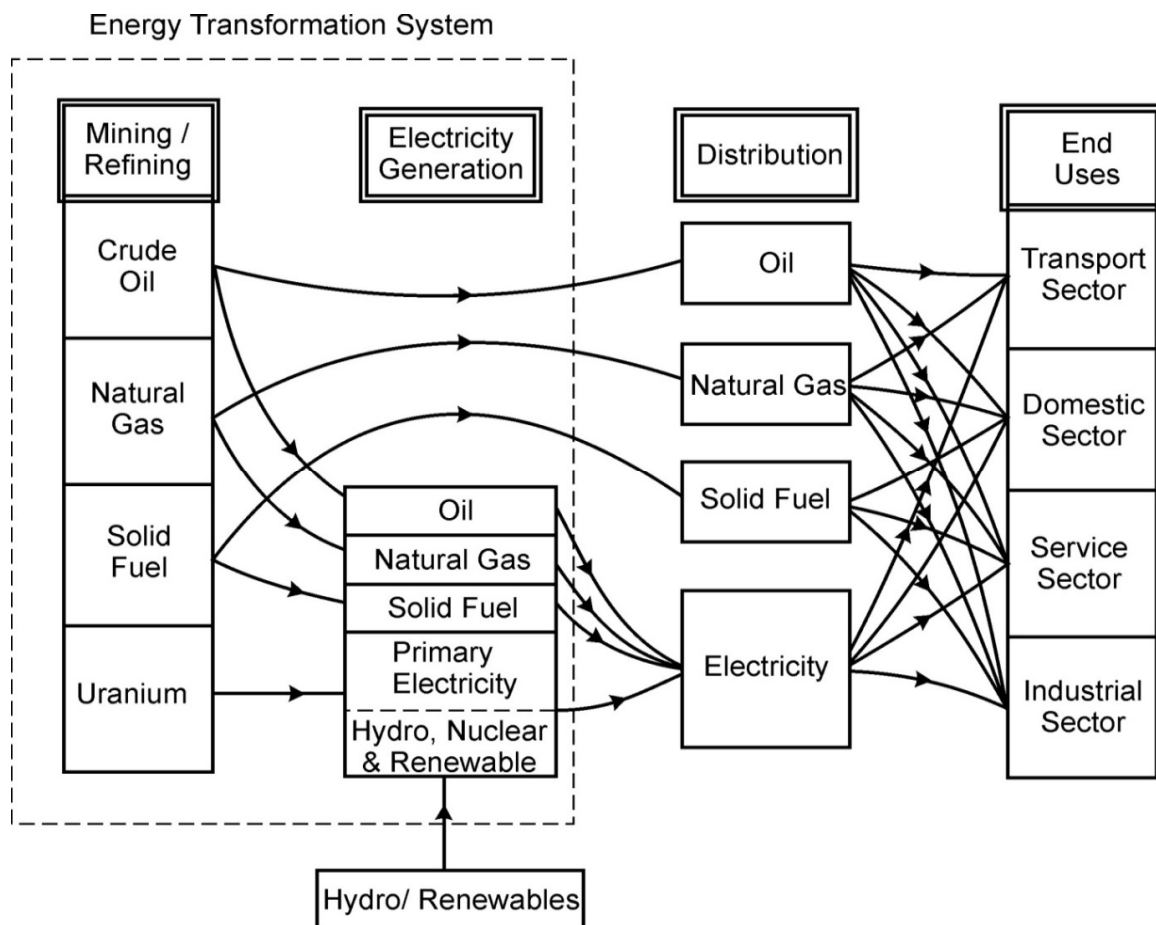 Energy Transformation System
Mining /
Refining
Crude
Oil
Natural
Gas
Solid
Fuel
Uranium
Electricity
Generation
Oil
Natural Gas
Solid Fuel
Primary
Electricity
Hydro, Nuclear
& Renewable
Hydro/ Renewables
Distribution
Oil
Natural Gas
Solid Fuel
Electricity
End
Uses
Transport
Sector
Domestic
Sector
Service
Sector
Industrial
Sector